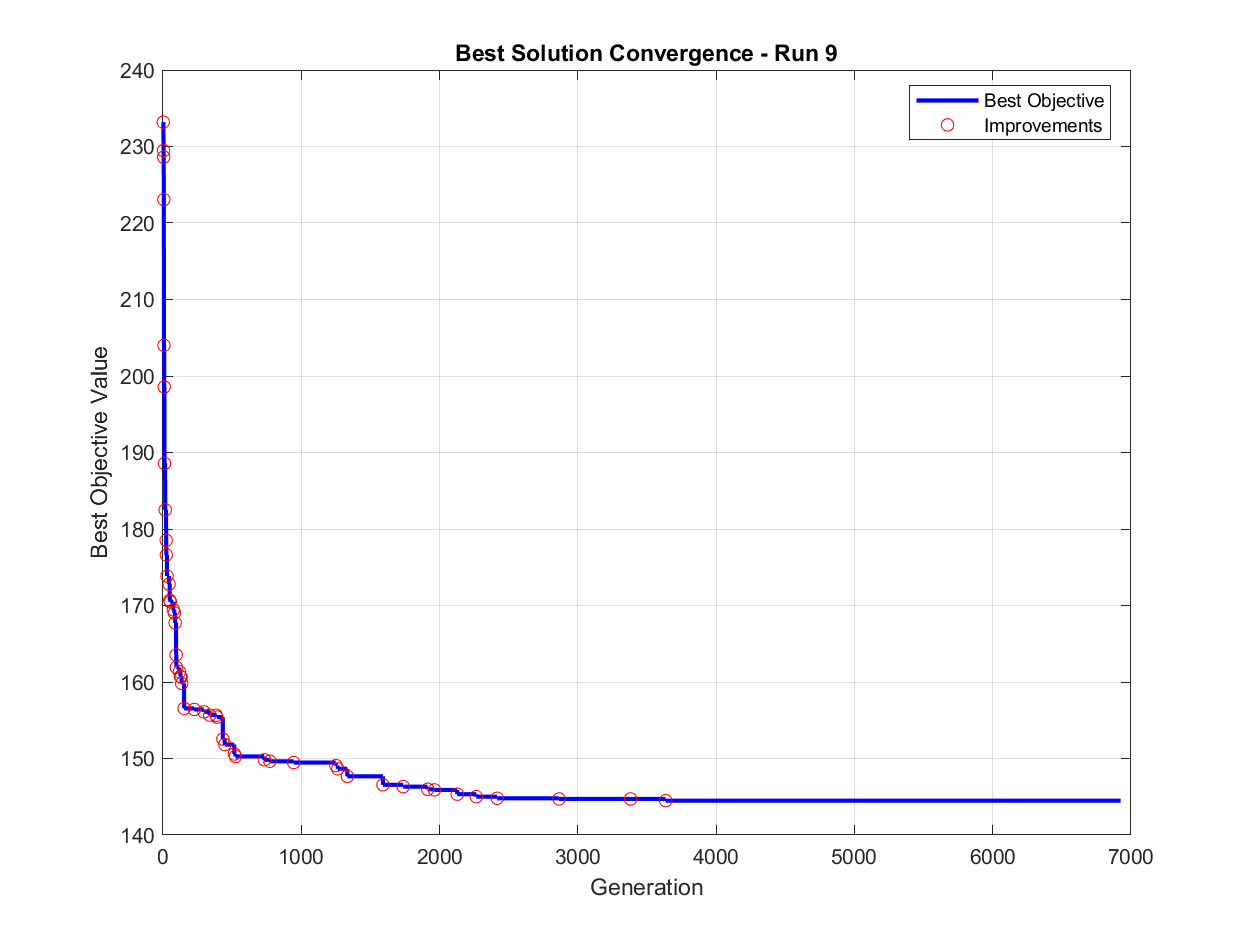 Best Solution Convergence - Run 9
Best Objective
Improvements
Best Objective Value
240
230
220
210
200
190
180
170
160
150
140
0 1000 2000 3000 4000 5000 6000 7000
Generation